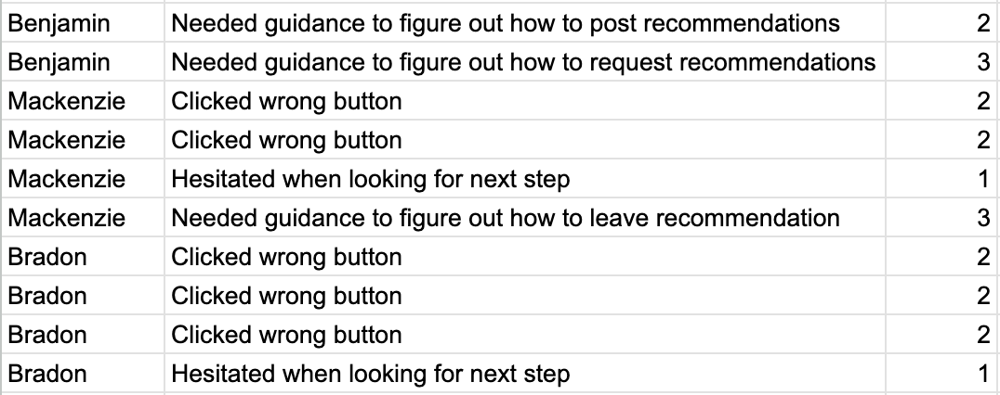 Benjamin Needed guidance to figure out how to post recommendations 2
Benjamin Needed guidance to figure out how to request recommendations 3
Mackenzie Clicked wrong button 2
Mackenzie Clicked wrong button 2
Mackenzie Hesitated when looking for next step 1
Mackenzie Needed guidance to figure out how to leave recommendation 3
Bradon Clicked wrong button 2
Bradon Clicked wrong button 2
Bradon Clicked wrong button 2
Bradon Hesitated when looking for next step 1